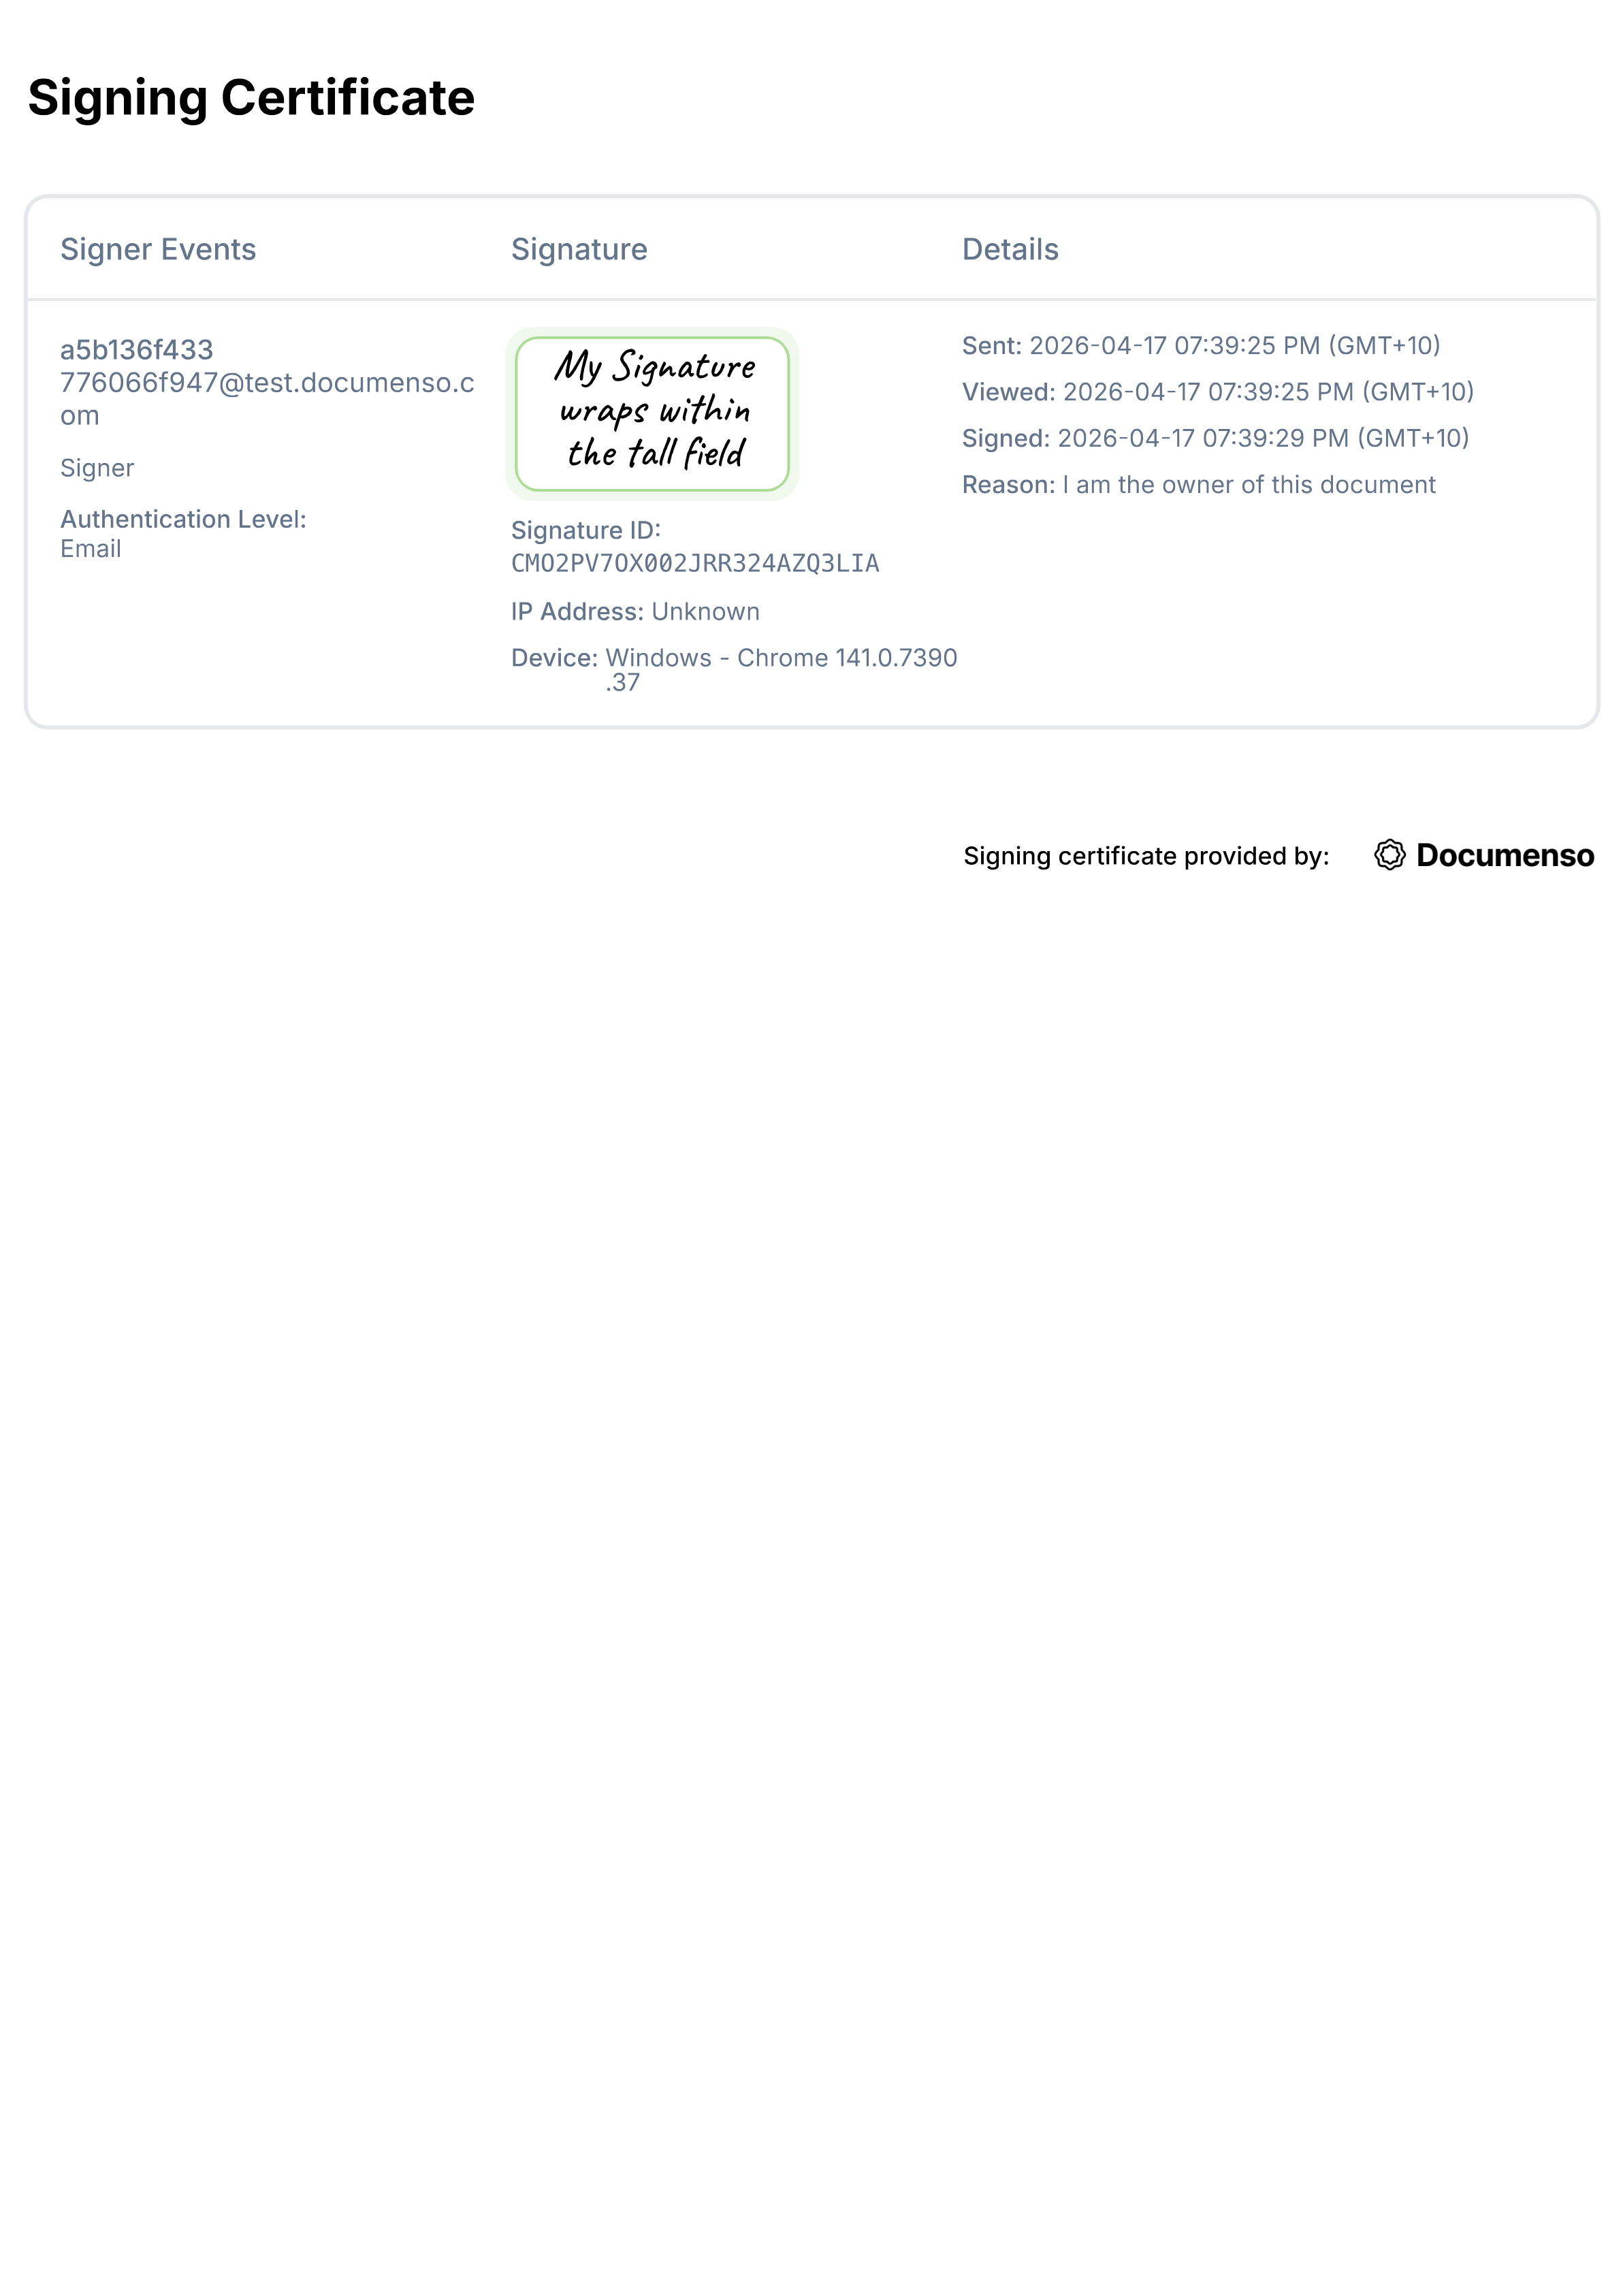 Signing Certificate
Signer Events
Signature
Details
a5b136f433
776066f947@test.documenso.c
om
Signer
Authentication Level:
Email
My Signature
wraps within
the tall field
Signature ID:
CMO2PV7OX002JRR324AZQ3LIA
IP Address: Unknown
Device: Windows - Chrome 141.0.7390
.37
Sent: 2026-04-17 07:39:25 PM (GMT+10)
Viewed: 2026-04-17 07:39:25 PM (GMT+10)
Signed: 2026-04-17 07:39:29 PM (GMT+10)
Reason: I am the owner of this document
Signing certificate provided by:
Documenso